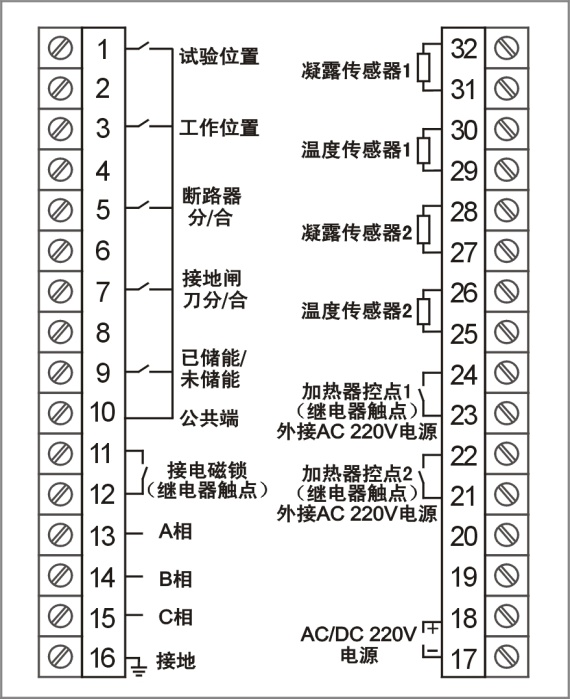 1
试验位置
2
3
工作位置
4
5
断路器
分/合
6
7
接地闸
刀分/合
8
9
已储能/
未储能
10
公共端
11
接电磁锁
12
（继电器触点）
13
A相
14
B相
15
C相
16
接地
32
凝露传感器1
31
30
温度传感器1
29
28
凝露传感器2
27
26
温度传感器2
25
24
加热器控点1
（继电器触点）
23
外接AC 220V电源
22
加热器控点2
（继电器触点）
21
外接AC 220V电源
20
19
18
+
AC/DC 220V
电源
−
17